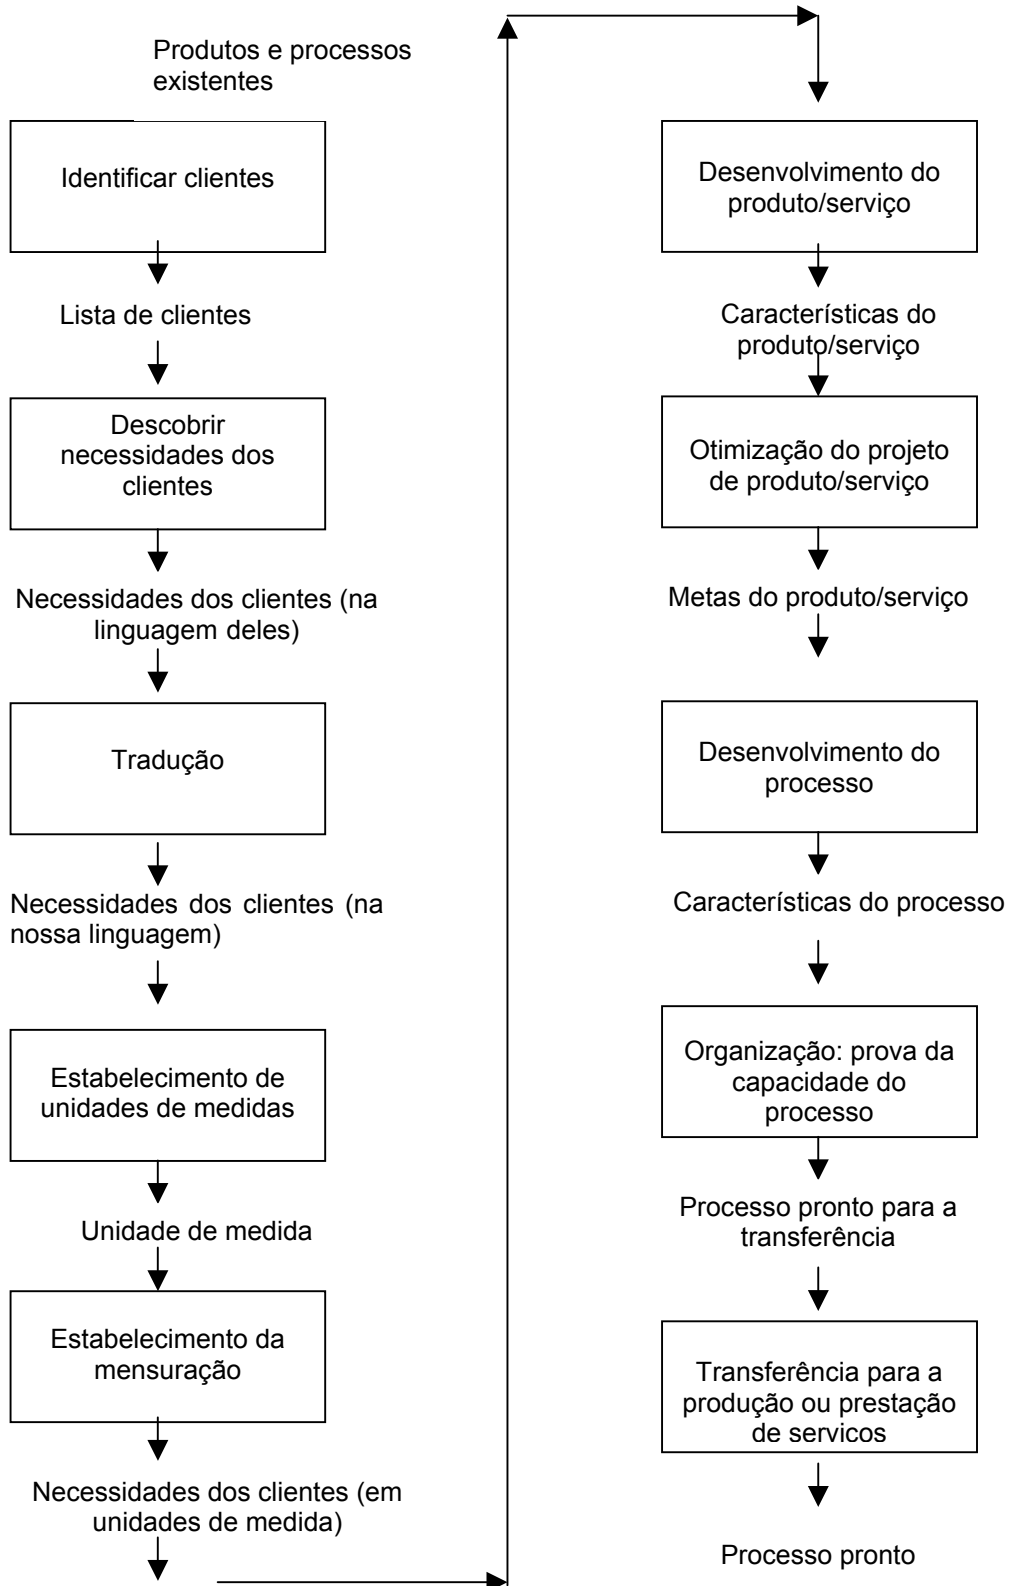 Produtos e processos
existentes
Identificar clientes
Lista de clientes
Descobrir
necessidades dos
clientes
Necessidades dos clientes (na
linguagem deles)
Tradução
Necessidades dos clientes (na
nossa linguagem)
Estabelecimento de
unidades de medidas
Unidade de medida
Estabelecimento da
mensuração
Necessidades dos clientes (em
unidades de medida)
Desenvolvimento do
produto/serviço
Características do
produto/serviço
Otimização do projeto
de produto/serviço
Metas do produto/serviço
Desenvolvimento do
processo
Características do processo
Organização: prova da
capacidade do
processo
Processo pronto para a
transferência
Transferência para a
produção ou prestação
de servicos
Processo pronto